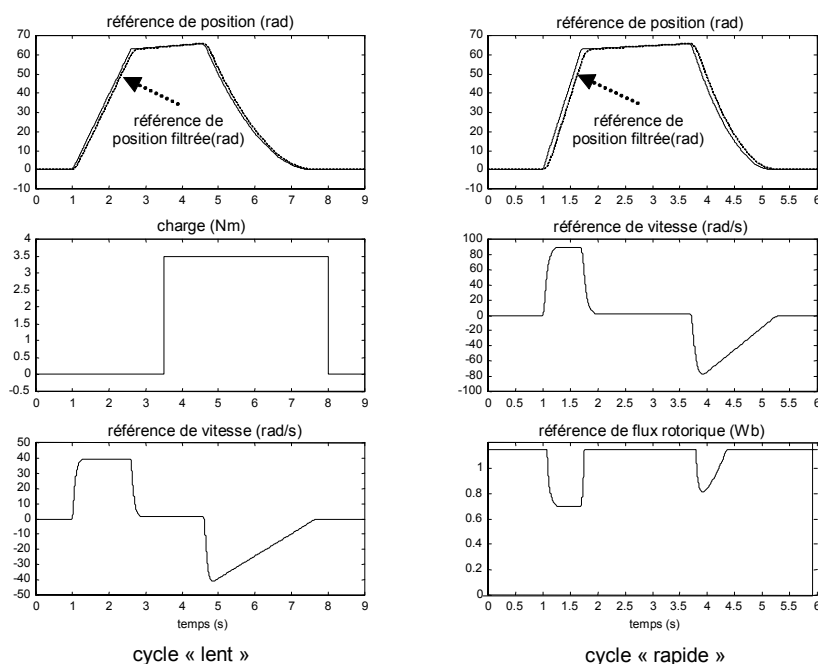 référence de position (rad)
70
60
50
40
30
20
10
0
-10
référence de
position filtrée(rad)
0 1 2 3 4 5 6 7 8 9
charge (Nm)
4
3.5
3
2.5
2
1.5
1
0.5
0
-0.5
0 1 2 3 4 5 6 7 8 9
référence de vitesse (rad/s)
50
40
30
20
10
0
-10
-20
-30
-40
-50
0 1 2 3 4 5 6 7 8 9
temps (s)
cycle « lent »
référence de position (rad)
70
60
50
40
30
20
10
0
-10
référence de
position filtrée(rad)
0 0.5 1 1.5 2 2.5 3 3.5 4 4.5 5 5.5 6
référence de vitesse (rad/s)
100
80
60
40
20
0
-20
-40
-60
-80
-100
0 0.5 1 1.5 2 2.5 3 3.5 4 4.5 5 5.5 6
référence de flux rotorique (Wb)
1
0.8
0.6
0.4
0.2
0
0 0.5 1 1.5 2 2.5 3 3.5 4 4.5 5 5.5 6
temps (s)
cycle « rapide »